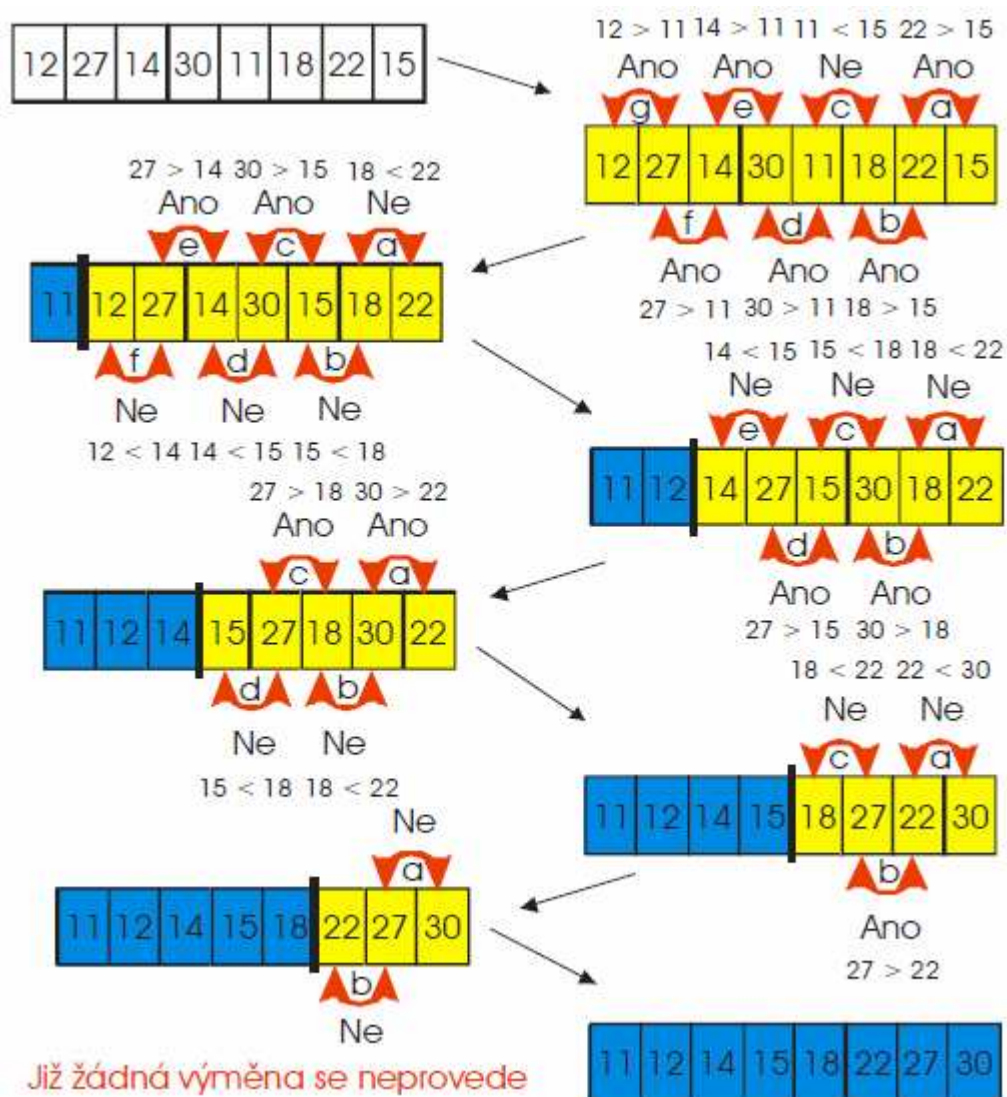 12 27 14 30 11 18 22 15
12 > 11 14 > 11 11 < 15 22 > 15
Ano Ano Ne Ano
g e c a
12 27 14 30 11 18 22 15
f d b
Ano Ano Ano
27 > 11 30 > 11 18 > 15
27 > 14 30 > 15 18 < 22
Ano Ano Ne
e c a
11 12 27 14 30 15 18 22
f d b
Ne Ne Ne
12 < 14 14 < 15 15 < 18
14 < 15 15 < 18 18 < 22
Ne Ne Ne
e c a
11 12 14 27 15 30 18 22
d b
Ano Ano
27 > 15 30 > 18
27 > 18 30 > 22
Ano Ano
c a
11 12 14 15 27 18 30 22
d b
Ne Ne
15 < 18 18 < 22
18 < 22 22 < 30
Ne Ne
c a
11 12 14 15 18 27 22 30
b
Ano
27 > 22
Ne
a
11 12 14 15 18 22 27 30
b
Ne
Již žádná výměna se neprovede
11 12 14 15 18 22 27 30